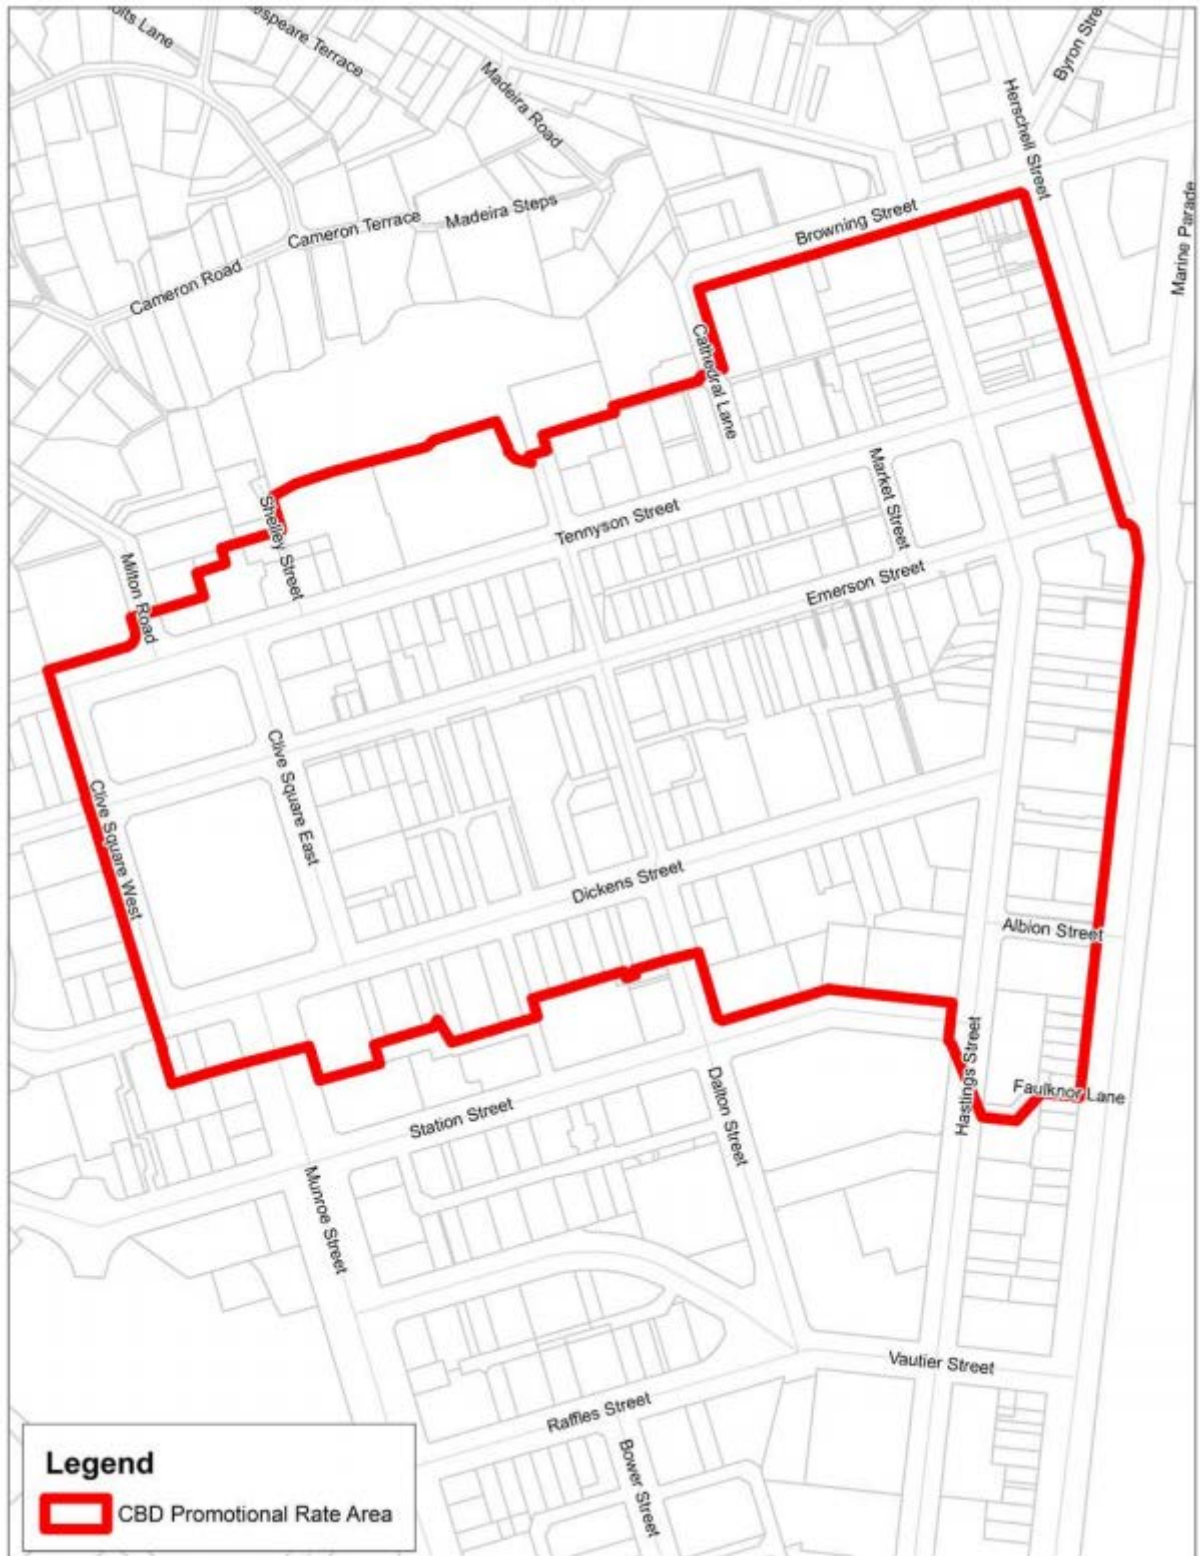 Madeira Road
Byron Stre
Herschell Street
Marine Parade
Browning Street
Madeira Steps
Cameron Terrace
Cameron Road
Cathedral Lane
Market Street
Tennyson Street
Shelley Street
Milton Road
Emerson Street
Clive Square East
Clive Square West
Dickens Street
Albion Street
Hastings Street
Faulknor Lane
Dalton Street
Station Street
Munroe Street
Vautier Street
Raffles Street
Bower Street
Legend
CBD Promotional Rate Area